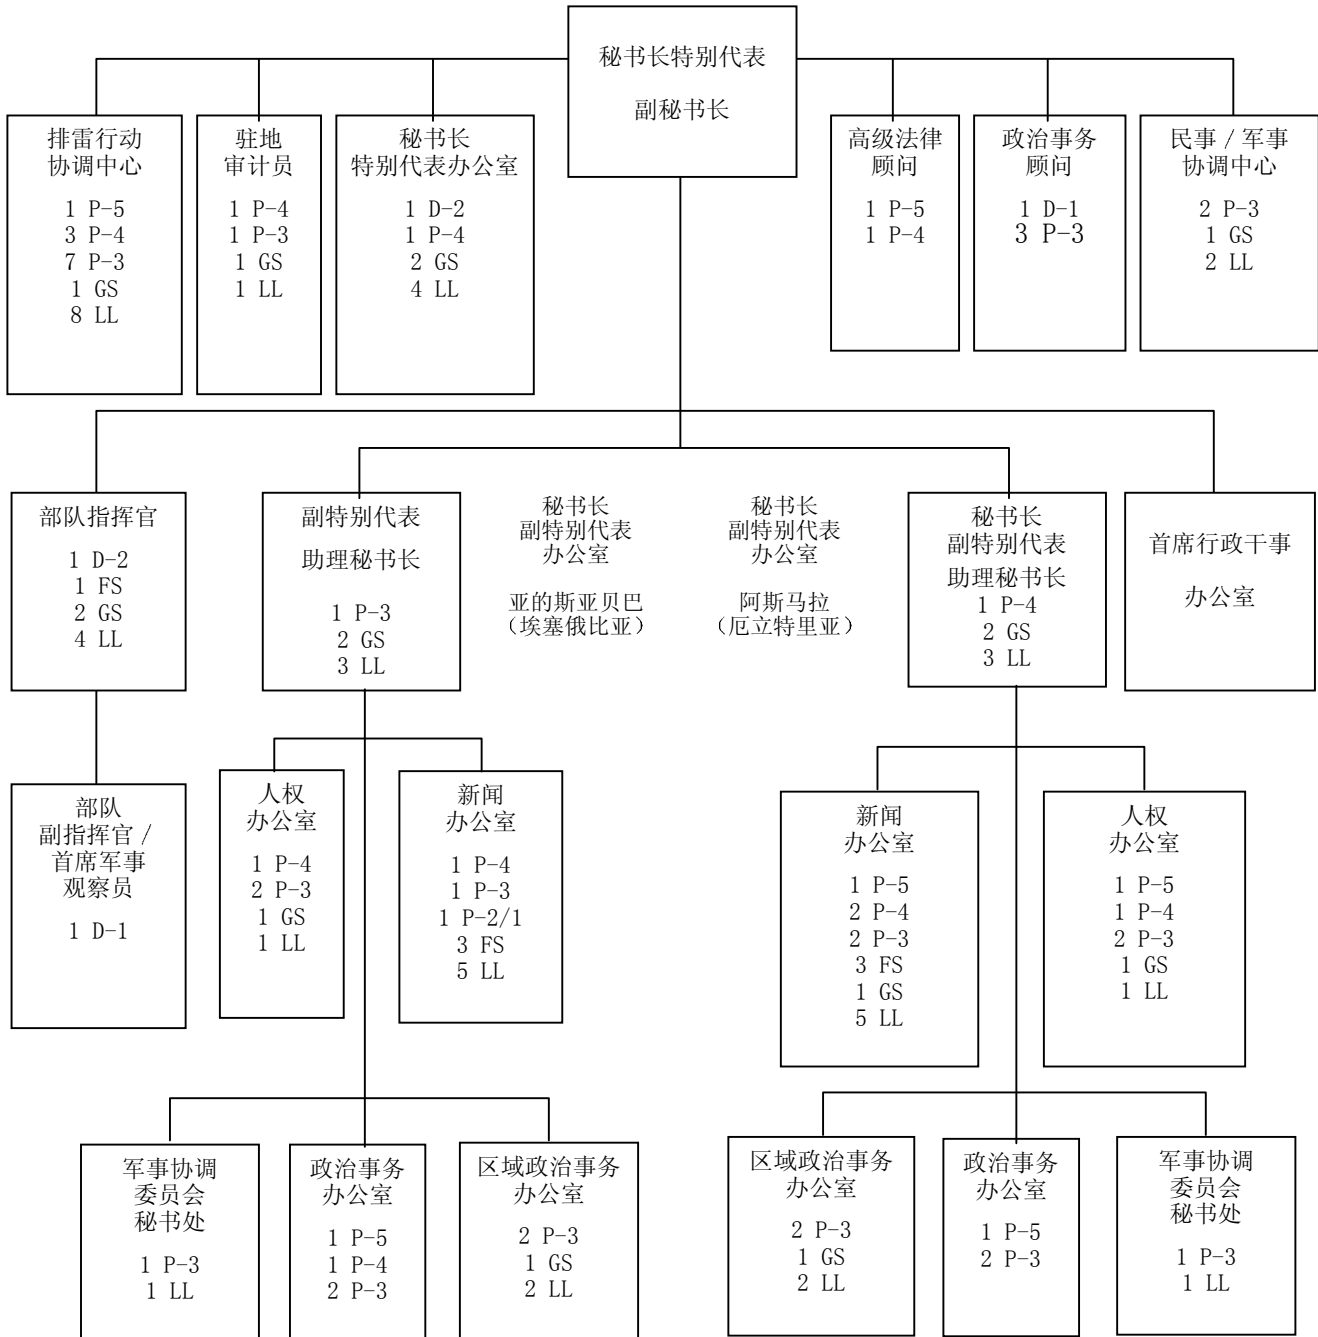 秘书长特别代表
副秘书长
排雷行动
协调中心
1 P-5
3 P-4
7 P-3
1 GS
8 LL
驻地
审计员
1 P-4
1 P-3
1 GS
1 LL
秘书长
特别代表办公室
1 D-2
1 P-4
2 GS
4 LL
高级法律
顾问
1 P-5
1 P-4
政治事务
顾问
1 D-1
3 P-3
民事 / 军事
协调中心
2 P-3
1 GS
2 LL
部队指挥官
1 D-2
1 FS
2 GS
4 LL
副特别代表
助理秘书长
1 P-3
2 GS
3 LL
秘书长
副特别代表
办公室
亚的斯亚贝巴
（埃塞俄比亚）
秘书长
副特别代表
办公室
阿斯马拉
（厄立特里亚）
秘书长
副特别代表
助理秘书长
1 P-4
2 GS
3 LL
首席行政干事
办公室
部队
副指挥官 /
首席军事
观察员
1 D-1
人权
办公室
1 P-4
2 P-3
1 GS
1 LL
新闻
办公室
1 P-4
1 P-3
1 P-2/1
3 FS
5 LL
新闻
办公室
1 P-5
2 P-4
2 P-3
3 FS
1 GS
5 LL
人权
办公室
1 P-5
1 P-4
2 P-3
1 GS
1 LL
军事协调
委员会
秘书处
1 P-3
1 LL
政治事务
办公室
1 P-5
1 P-4
2 P-3
区域政治事务
办公室
2 P-3
1 GS
2 LL
区域政治事务
办公室
2 P-3
1 GS
2 LL
政治事务
办公室
1 P-5
2 P-3
军事协调
委员会
秘书处
1 P-3
1 LL